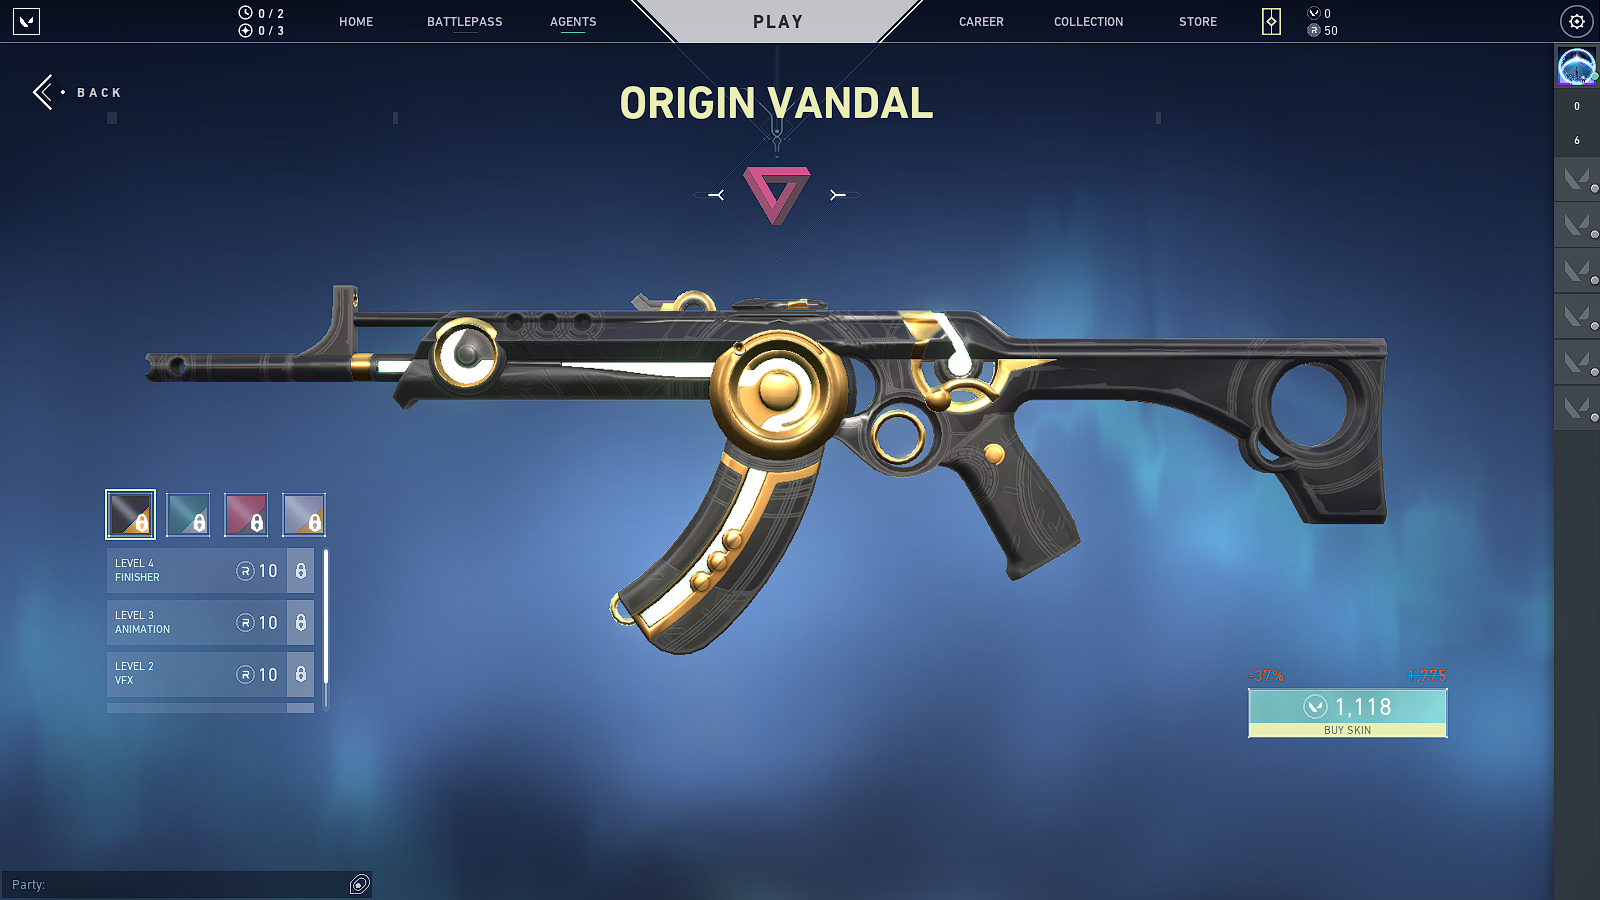 0 / 2
0 / 3
HOME
BATTLEPASS
AGENTS
PLAY
CAREER
COLLECTION
STORE
0
R 50
BACK
ORIGIN VANDAL
0
6
LEVEL 4
FINISHER
R 10
LEVEL 3
ANIMATION
R 10
LEVEL 2
VFX
R 10
-37%
1,775
1,118
BUY SKIN
Party: